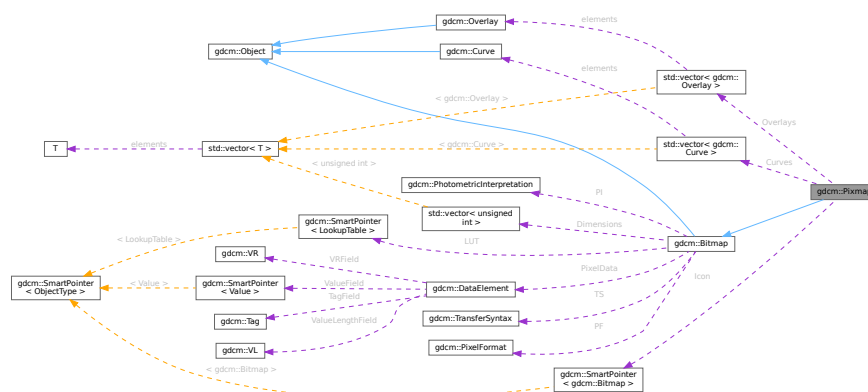 gdcm::Overlay
elements
gdcm::Object
gdcm::Curve
elements
std::vector< gdcm::
Overlay >
< gdcm::Overlay >
Overlays
T
elements
std::vector< T >
< gdcm::Curve >
std::vector< gdcm::
Curve >
Curves
< unsigned int >
gdcm::PhotometricInterpretation
PI
gdcm::Pixmap
gdcm::SmartPointer
< LookupTable >
std::vector< unsigned
int >
Dimensions
< LookupTable >
LUT
gdcm::Bitmap
gdcm::VR
VRField
PixelData
Icon
gdcm::SmartPointer
< ObjectType >
< Value >
gdcm::SmartPointer
< Value >
ValueField
gdcm::DataElement
TagField
TS
gdcm::Tag
ValueLengthField
gdcm::TransferSyntax
PF
gdcm::VL
gdcm::PixelFormat
< gdcm::Bitmap >
gdcm::SmartPointer
< gdcm::Bitmap >